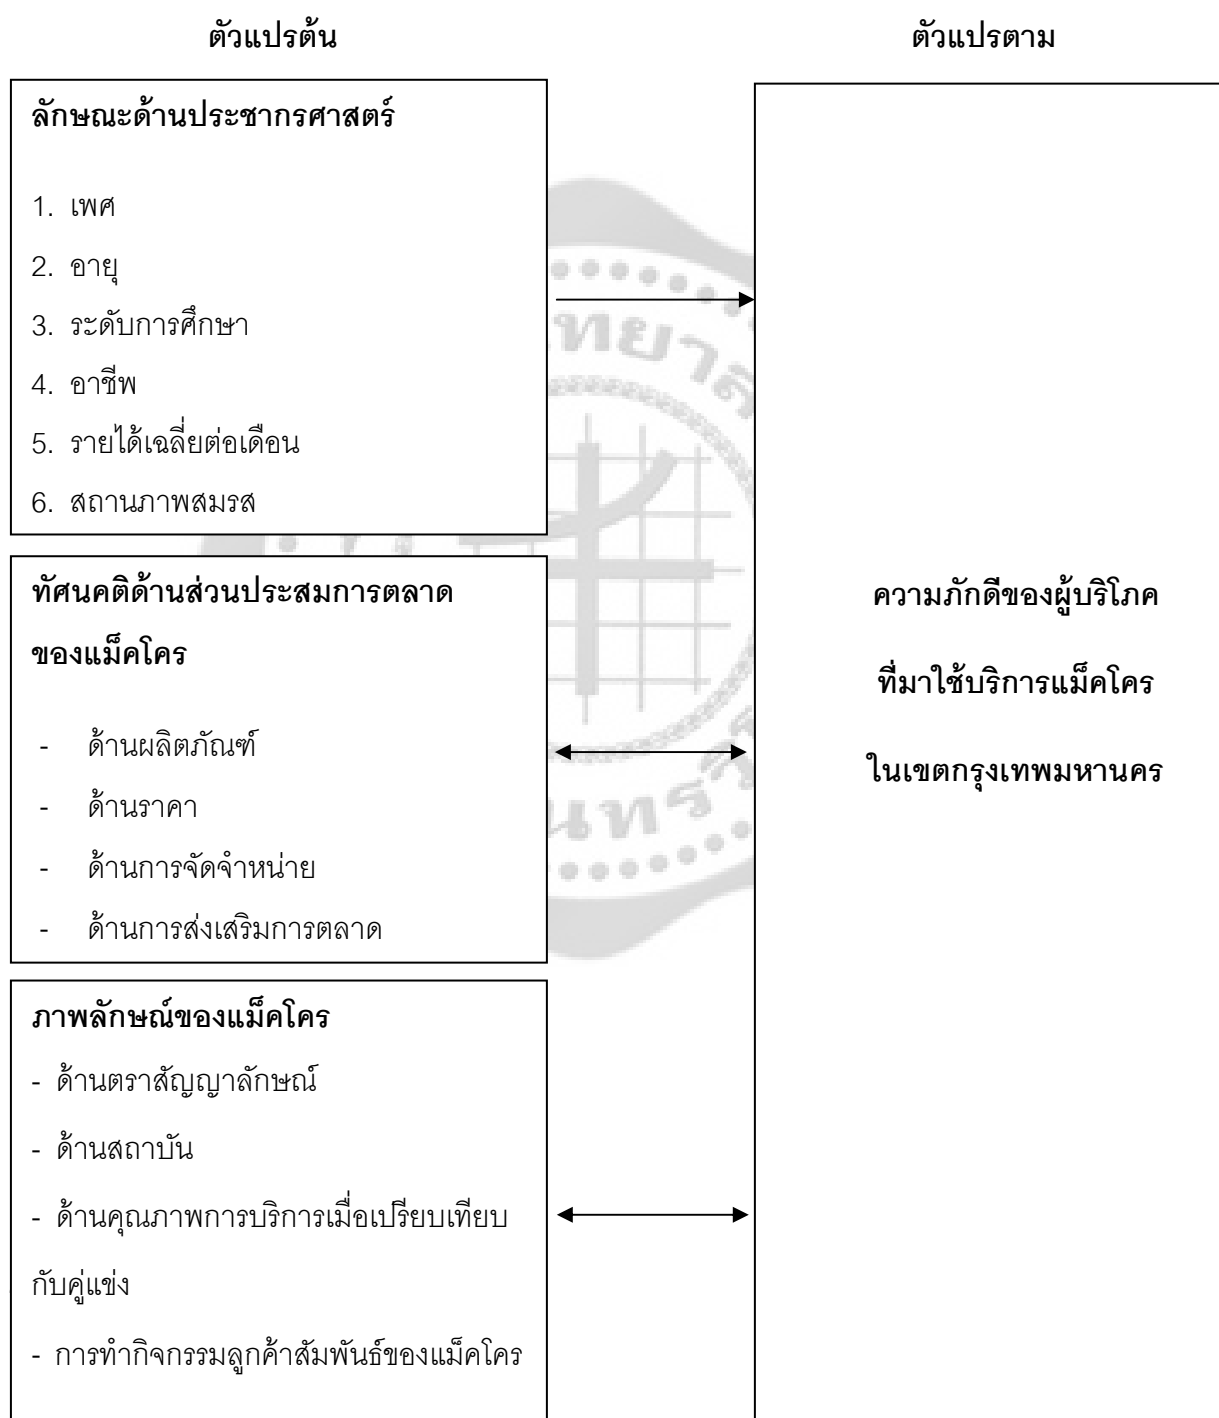 ตัวแปรต้น
ตัวแปรตาม
ลักษณะด้านประชากรศาสตร์
1. เพศ
2. อายุ
3. ระดับการศึกษา
4. อาชีพ
5. รายได้เฉลี่ยต่อเดือน
6. สถานภาพสมรส
ทัศนคติด้านส่วนประสมการตลาด
ของแม็คโคร
- ด้านผลิตภัณฑ์
- ด้านราคา
- ด้านการจัดจำหน่าย
- ด้านการส่งเสริมการตลาด
ภาพลักษณ์ของแม็คโคร
- ด้านตราสัญญาลักษณ์
- ด้านสถาบัน
- ด้านคุณภาพการบริการเมื่อเปรียบเทียบ
กับคู่แข่ง
- การทำกิจกรรมลูกค้าสัมพันธ์ของแม็คโคร
ความภักดีของผู้บริโภค
ที่มาใช้บริการแม็คโคร
ในเขตกรุงเทพมหานคร